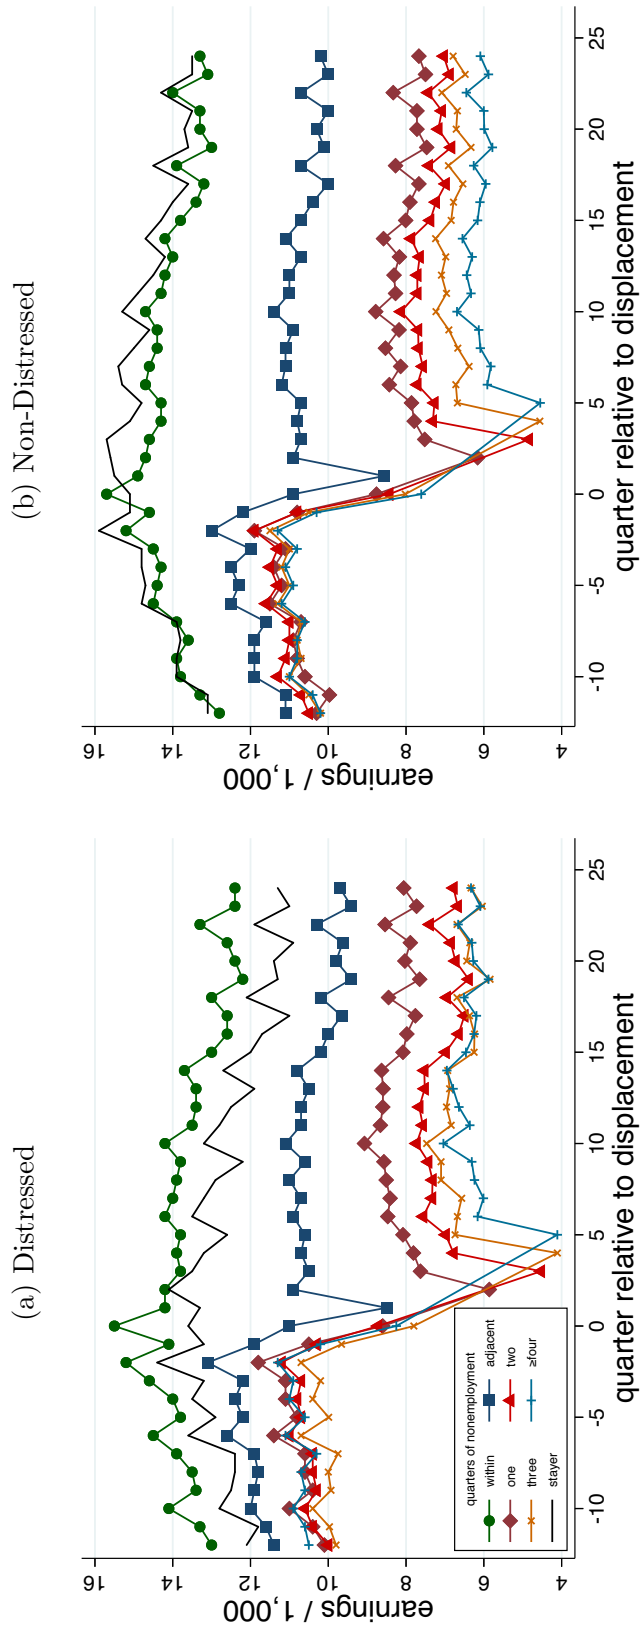 (a) Distressed
earnings / 1,000
16
14
12
10
8
6
4
-10
-5
0
5
10
15
20
25
quarter relative to displacement
quarters of nonemployment
within
adjacent
one
two
three
≥four
stayer
(b) Non-Distressed
earnings / 1,000
16
14
12
10
8
6
4
-10
-5
0
5
10
15
20
25
quarter relative to displacement